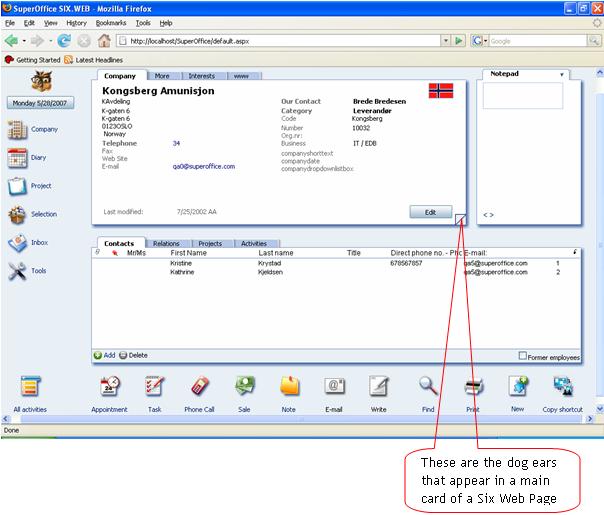 SuperOffice SIX.WEB - Mozilla Firefox
File Edit View History Bookmarks Tools Help
http://localhost/SuperOffice/default.aspx
Google
Getting Started Latest Headlines
Monday 5/28/2007
Company
Diary
Project
Selection
Inbox
Tools
Company More Interests www
Kongsberg Amunisjon
KAvdeling
K-gaten 6
K-gaten 6
0123OSLO
Norway
Telephone 34
Fax
Web Site
E-mail qa0@superoffice.com
Our Contact Brede Bredesen
Category Leverandør
Code Kongsberg
Number 10032
Org.nr:
Business IT / EDB
companyshorttext
companydate
companydropdownlistbox
Last modified: 7/25/2002 AA
Edit
Notepad
< >
Contacts Relations Projects Activities
Mr/Ms First Name Last name Title Direct phone no. - Pho E-mail:
Kristine Krystad 678567857 qa5@superoffice.com 1
Kathrine Kjeldsen qa5@superoffice.com 2
Add Delete
Former employees
All activities Appointment Task Phone Call Sale Note E-mail Write Find Print New Copy shortcut
Done
These are the dog ears
that appear in a main
card of a Six Web Page